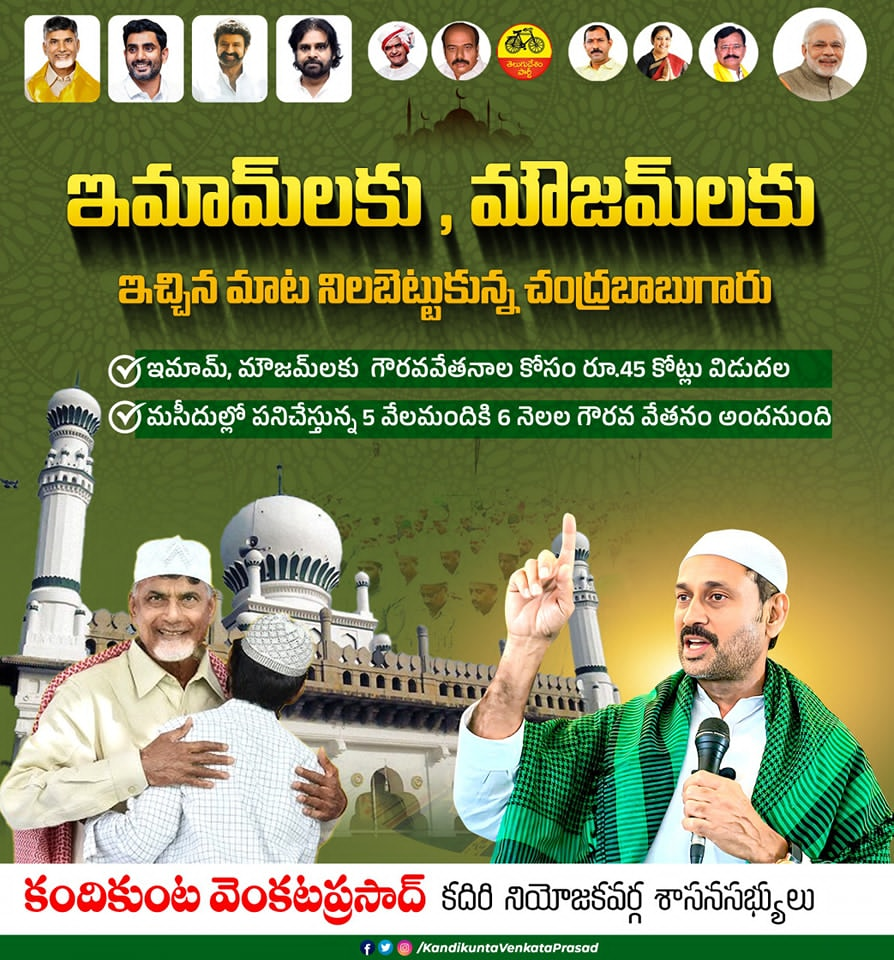 తెలుగుదేశం
పార్టీ
ఇమామ్‌లకు , మౌజమ్‌లకు
ఇచ్చిన మాట నిలబెట్టుకున్న చంద్రబాబుగారు
ఇమామ్, మౌజమ్‌లకు గౌరవవేతనాల కోసం రూ.45 కోట్లు విడుదల
మసీదుల్లో పనిచేస్తున్న 5 వేలమందికి 6 నెలల గౌరవ వేతనం అందనుంది
కందికుంట వెంకటప్రసాద్ కదిరి నియోజకవర్గ శాసనసభ్యులు
/KandikuntaVenkataPrasad